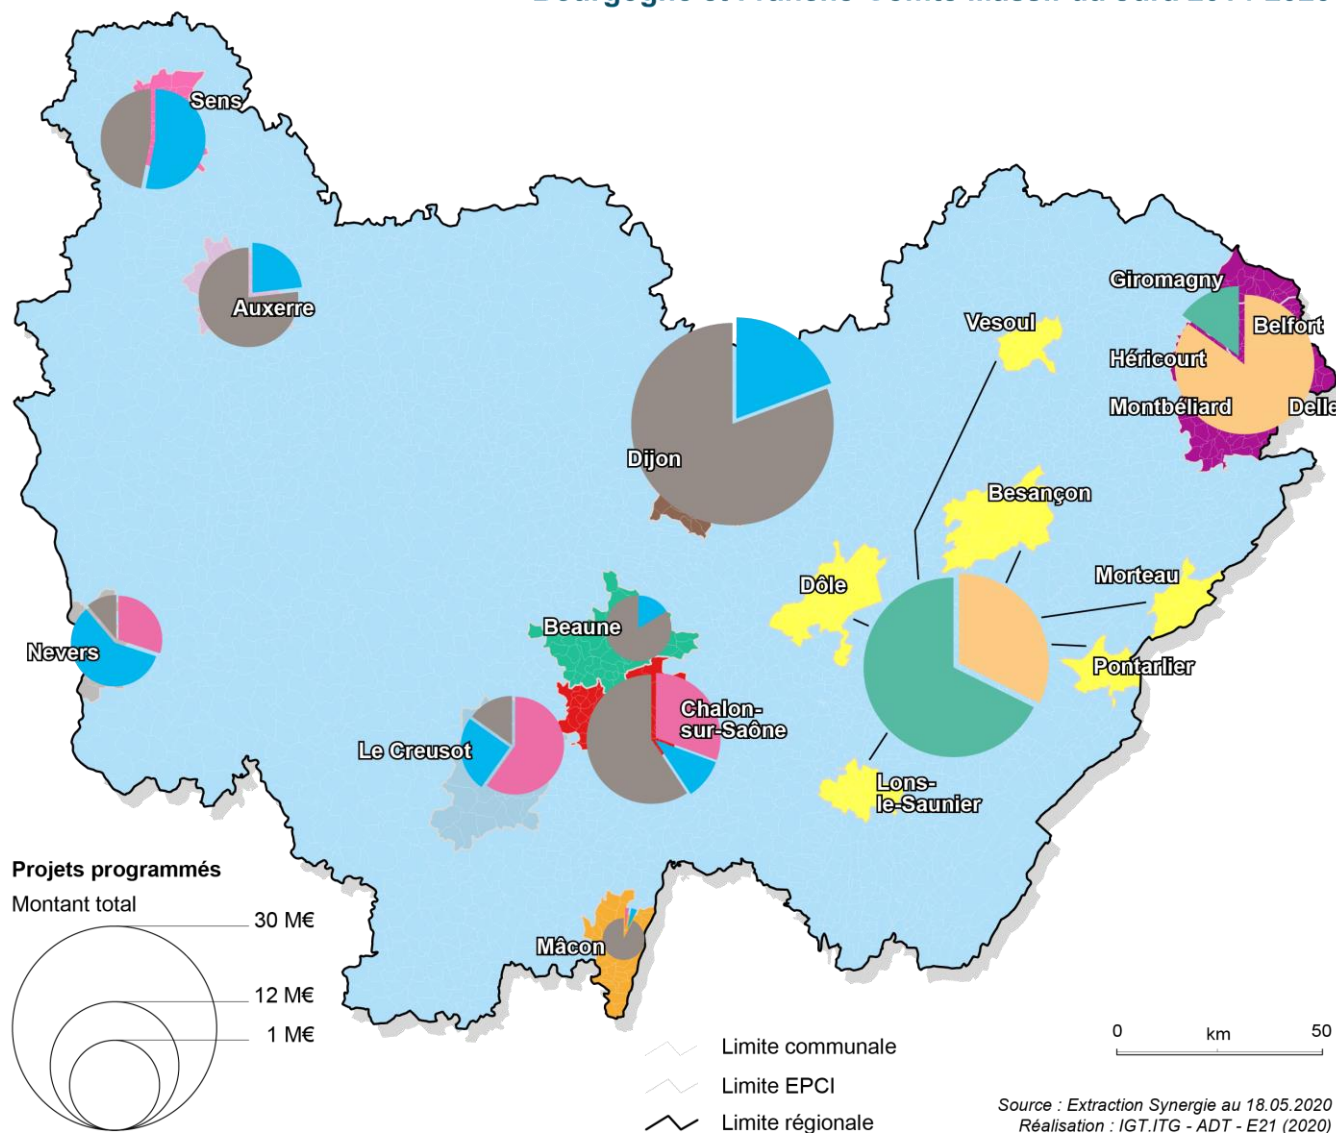 Sens
Auxerre
Giromagny
Vesoul
Belfort
Héricourt
Montbéliard
Delle
Dijon
Besançon
Morteau
Dôle
Beaune
Nevers
Pontarlier
Chalon-
sur-Saône
Le Creusot
Lons-
le-Saunier
Mâcon
Projets programmés
Montant total
30 M€
12 M€
1 M€
Limite communale
Limite EPCI
Limite régionale
0 km 50
Source : Extraction Synergie au 18.05.2020
Réalisation : IGT.ITG - ADT - E21 (2020)